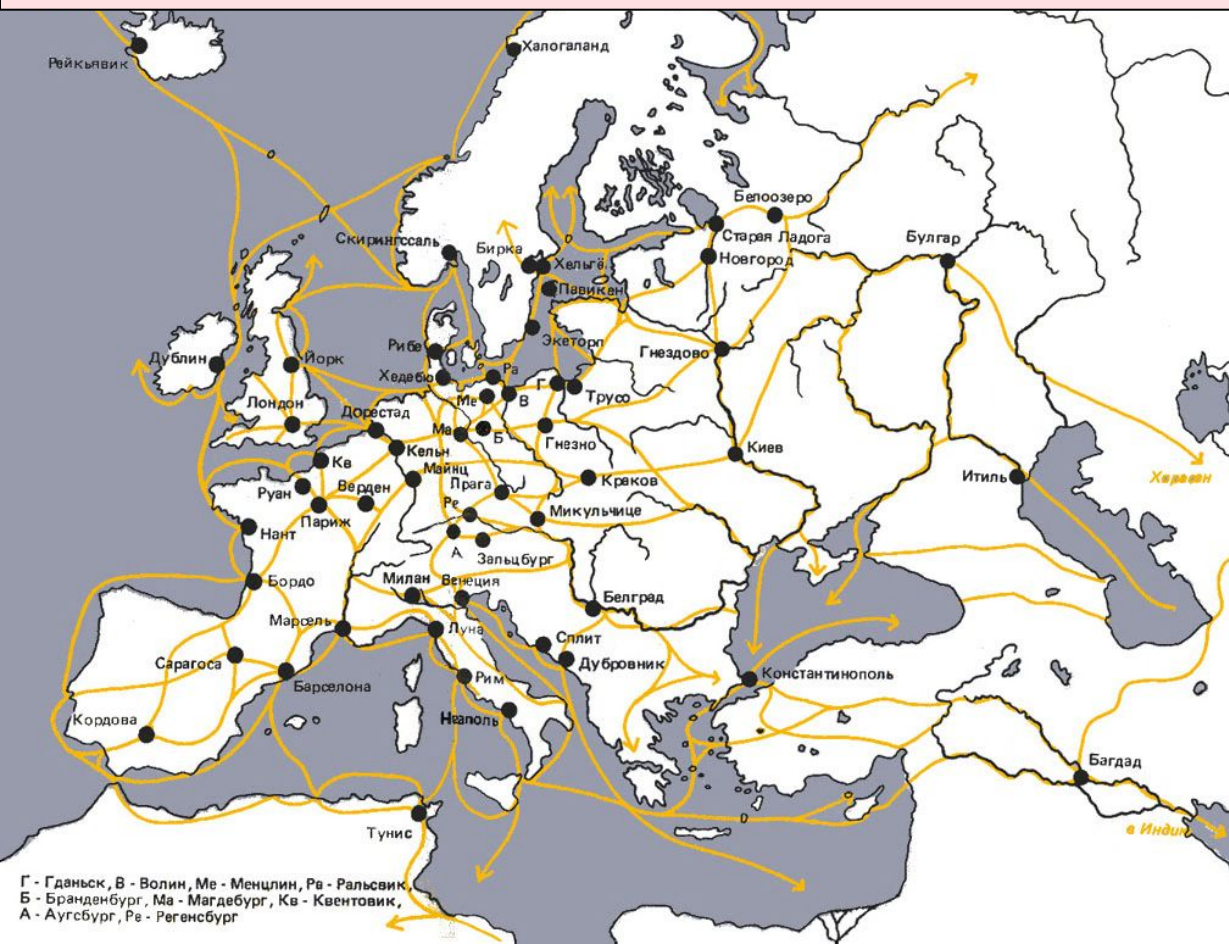 Рейкьявик
Халогаланд
Белоозеро
Скирингссаль
Бирка
Хельгё
Старая Ладога
Новгород
Булгар
Павикен
Экеторп
Рибе
Хедебю
Гнездово
Дублин
Йорк
Ра
Г
Трусо
Ме
В
Лондон
Дорестад
Ма
Б
Гнезно
Кельн
Киев
Кв
Майнц
Руан
Верден
Прага
Краков
Итиль
Хорасан
Париж
Ре
Микульчице
Нант
А
Зальцбург
Бордо
Милан
Венеция
Белград
Марсель
Луна
Сплит
Сарагоса
Дубровник
Барселона
Рим
Константинополь
Кордова
Неаполь
Багдад
Тунис
в Индию
Г - Гданьск, В - Волин, Ме - Менцлин, Ра - Ральсвик,
Б - Бранденбург, Ма - Магдебург, Кв - Квентовик,
А - Аугсбург, Ре - Регенсбург